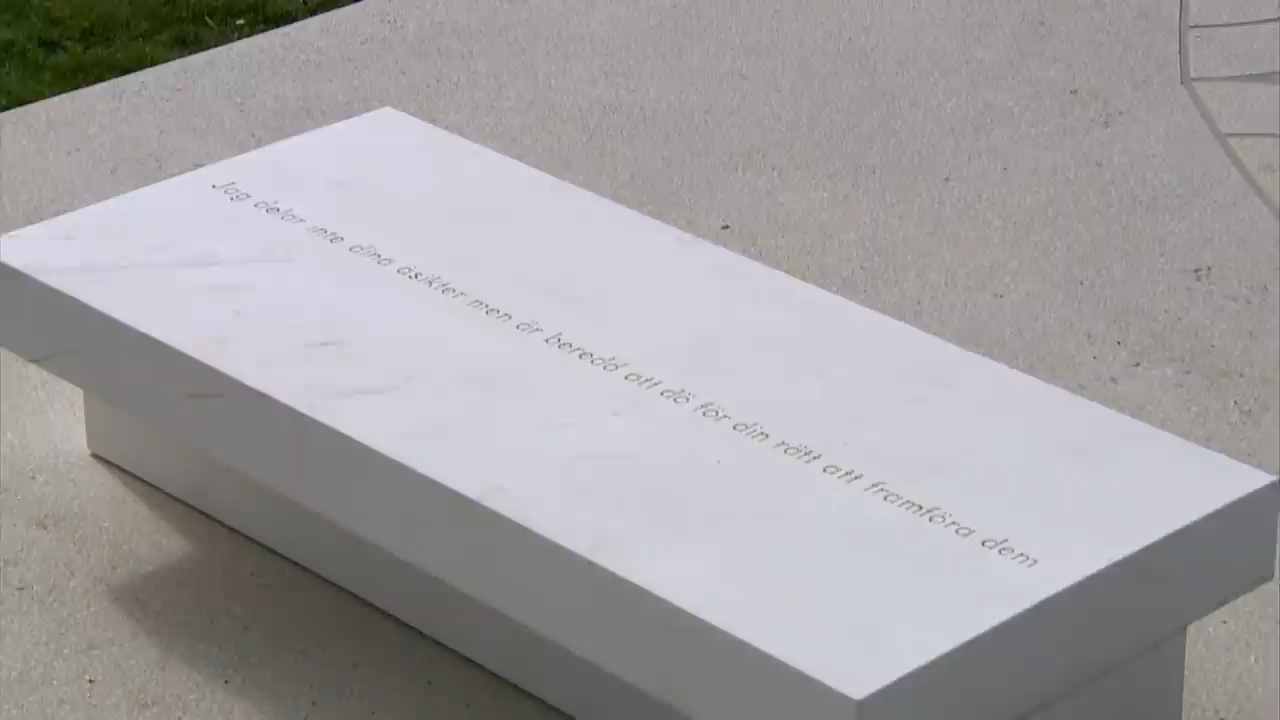 Jag delar inte dina åsikter men är beredd att dö för din rätt att framföra dem